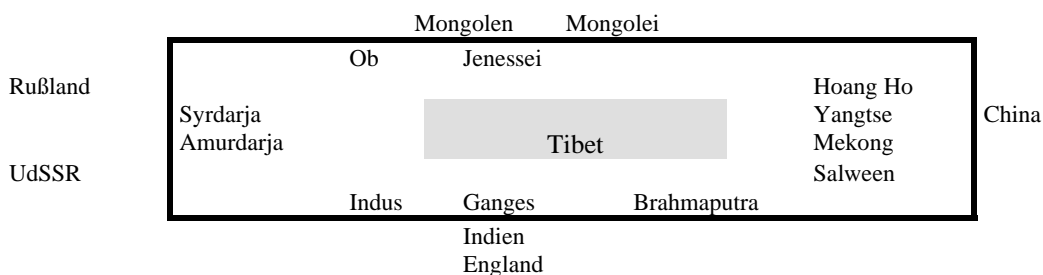 Mongolen Mongolei
Ob Jenessei
Rußland Hoang Ho
Syrdarja Yangtse China
Amurdarja Tibet Mekong
UdSSR Salween
Indus Ganges Brahmaputra
Indien
England